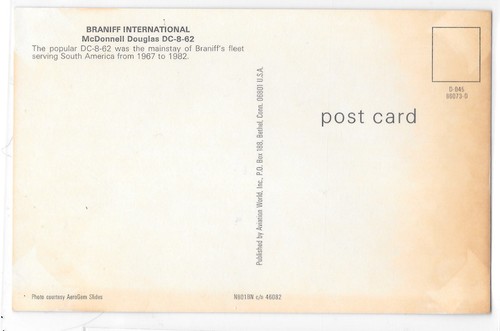 BRANIFF INTERNATIONAL
McDonnell Douglas DC-8-62
The popular DC-8-62 was the mainstay of Braniff's fleet
serving South America from 1967 to 1982.
D-845
88073-D
post card
Published by Aviation World, Inc., P.O. Box 188, Bethel, Conn. 06801 U.S.A.
Photo courtesy AeroGem Slides
N801BN s/n 46082